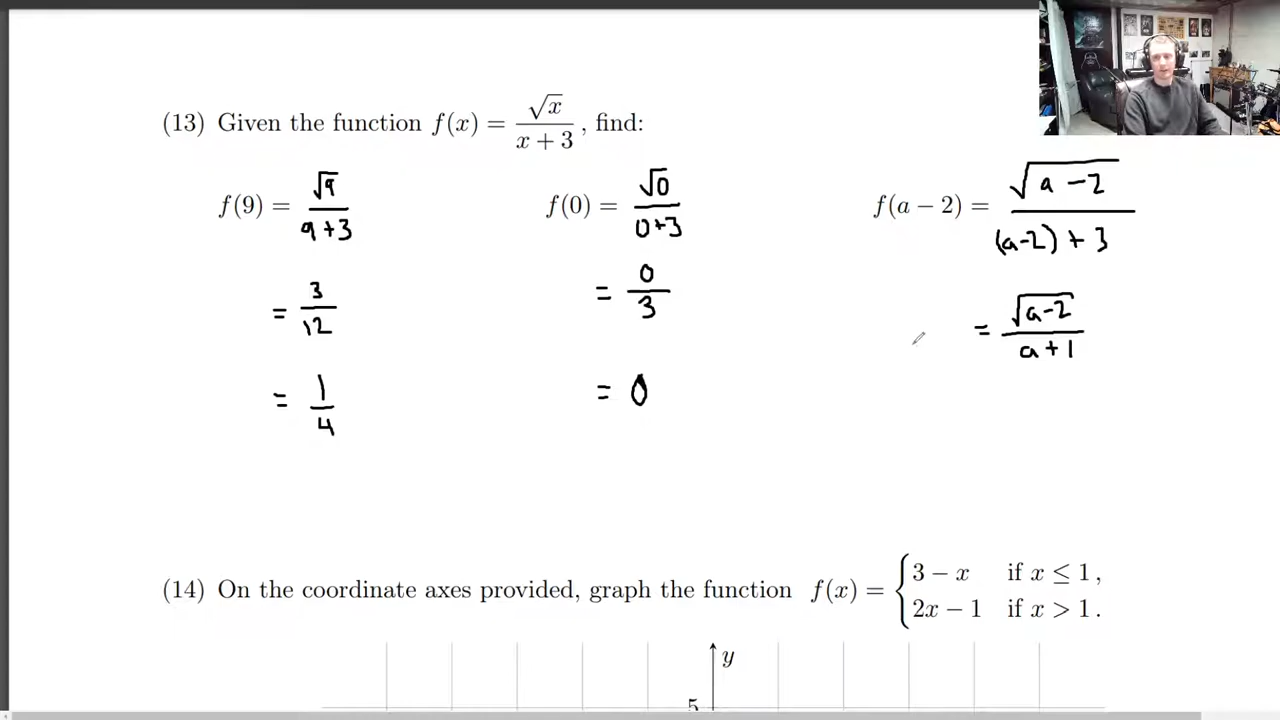 (13) Given the function f(x) = √x / (x + 3), find:
f(9) = √9 / (9+3)
= 3/12
= 1/4
f(0) = √0 / (0+3)
= 0/3
= 0
f(a − 2) = √(a−2) / ((a-2)+3)
= √(a-2) / (a+1)
(14) On the coordinate axes provided, graph the function f(x) = { 3 − x if x ≤ 1,
2x − 1 if x > 1.
y
5